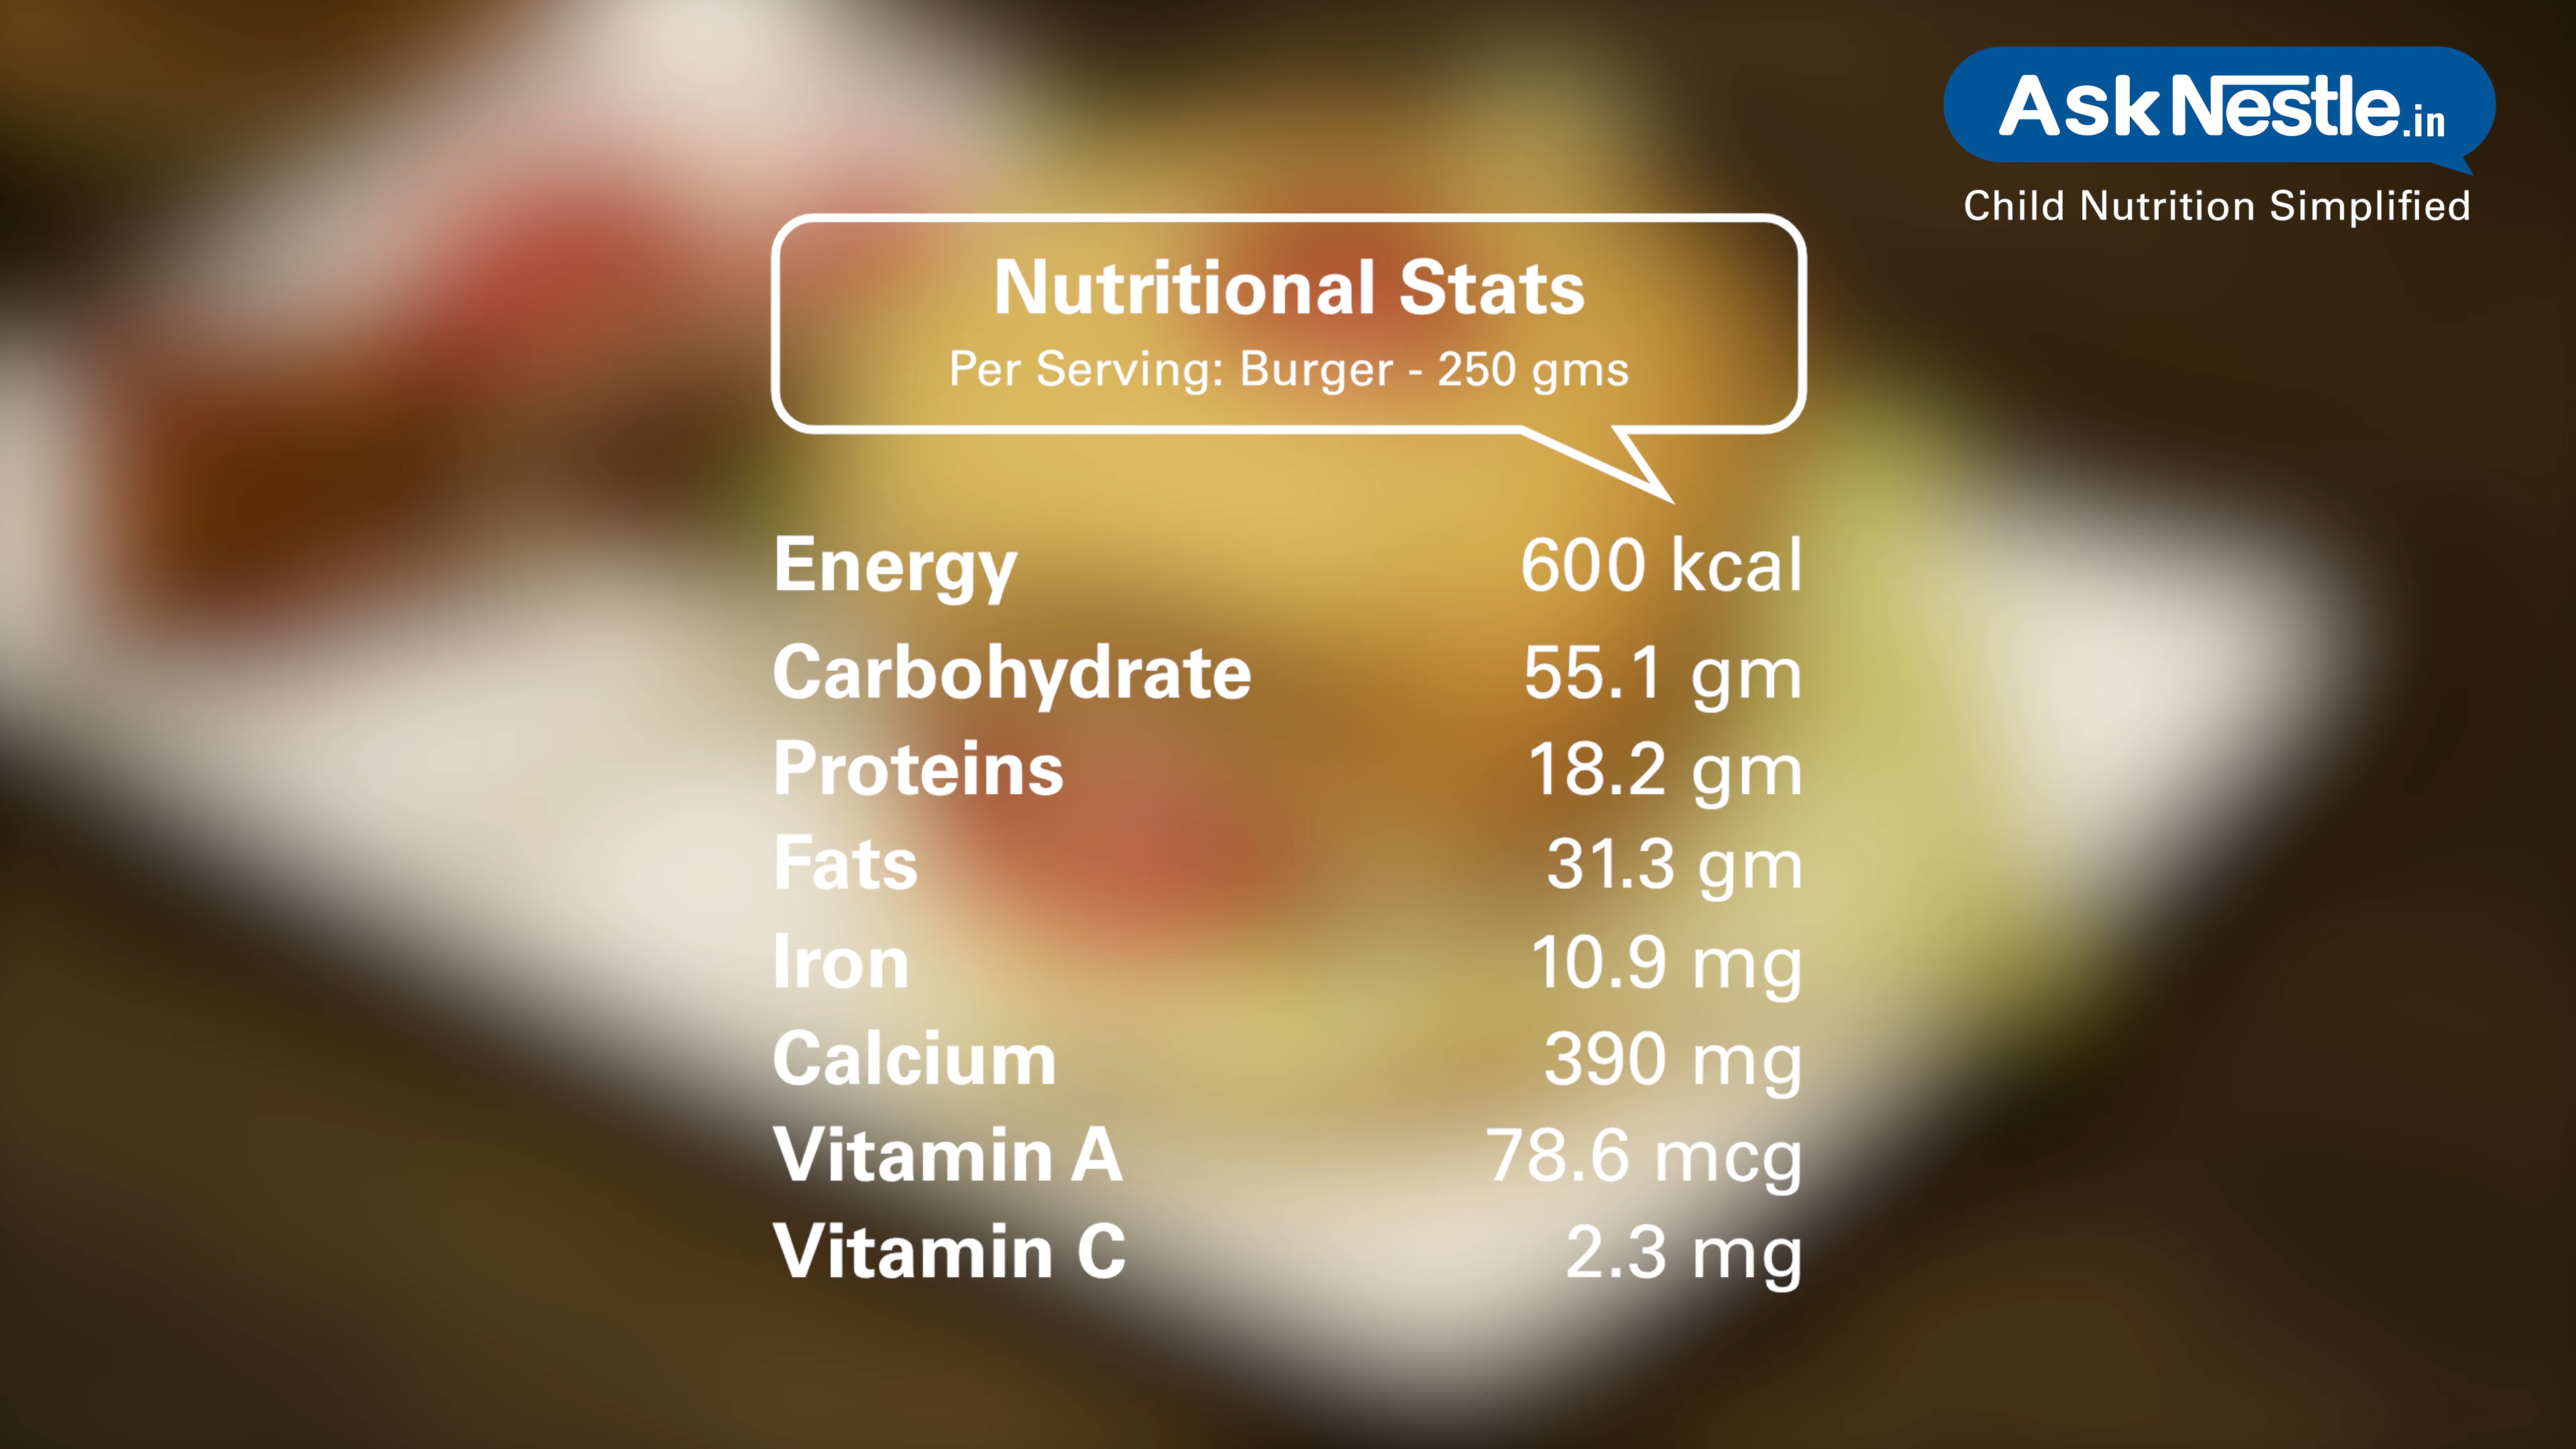 AskNestle.in
Child Nutrition Simplified
Nutritional Stats
Per Serving: Burger - 250 gms
Energy 600 kcal
Carbohydrate 55.1 gm
Proteins 18.2 gm
Fats 31.3 gm
Iron 10.9 mg
Calcium 390 mg
Vitamin A 78.6 mcg
Vitamin C 2.3 mg